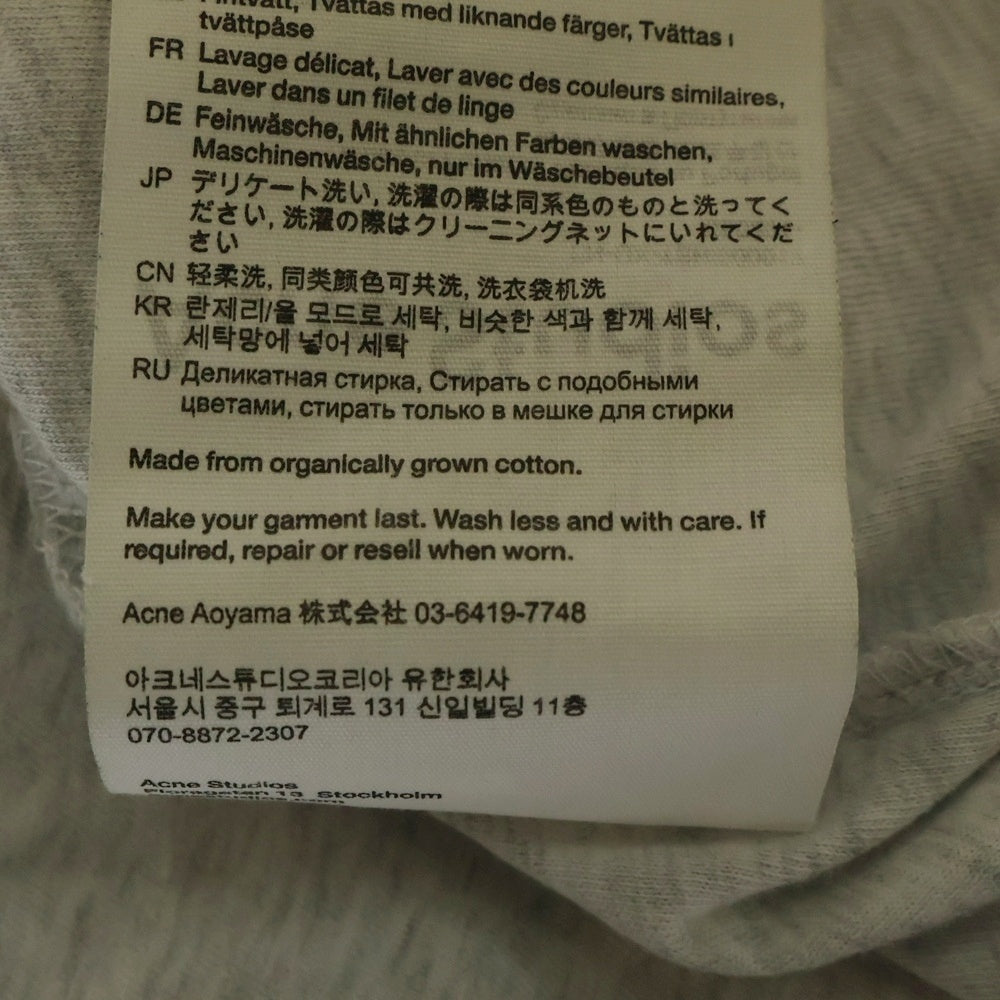 Fintvätt, Tvättas med liknande färger, Tvättas i
tvättpåse
FR Lavage délicat, Laver avec des couleurs similaires,
Laver dans un filet de linge
DE Feinwäsche, Mit ähnlichen Farben waschen,
Maschinenwäsche, nur im Wäschebeutel
JP デリケート洗い, 洗濯の際は同系色のものと洗ってく
ださい, 洗濯の際はクリーニングネットにいれてくだ
さい
CN 轻柔洗, 同类颜色可共洗, 洗衣袋机洗
KR 란제리/울 모드로 세탁, 비슷한 색과 함께 세탁,
세탁망에 넣어 세탁
RU Деликатная стирка, Стирать с подобными
цветами, стирать только в мешке для стирки
Made from organically grown cotton.
Make your garment last. Wash less and with care. If
required, repair or resell when worn.
Acne Aoyama 株式会社 03-6419-7748
아크네스튜디오코리아 유한회사
서울시 중구 퇴계로 131 신일빌딩 11층
070-8872-2307
Acne Studios
Floragatan 13 Stockholm